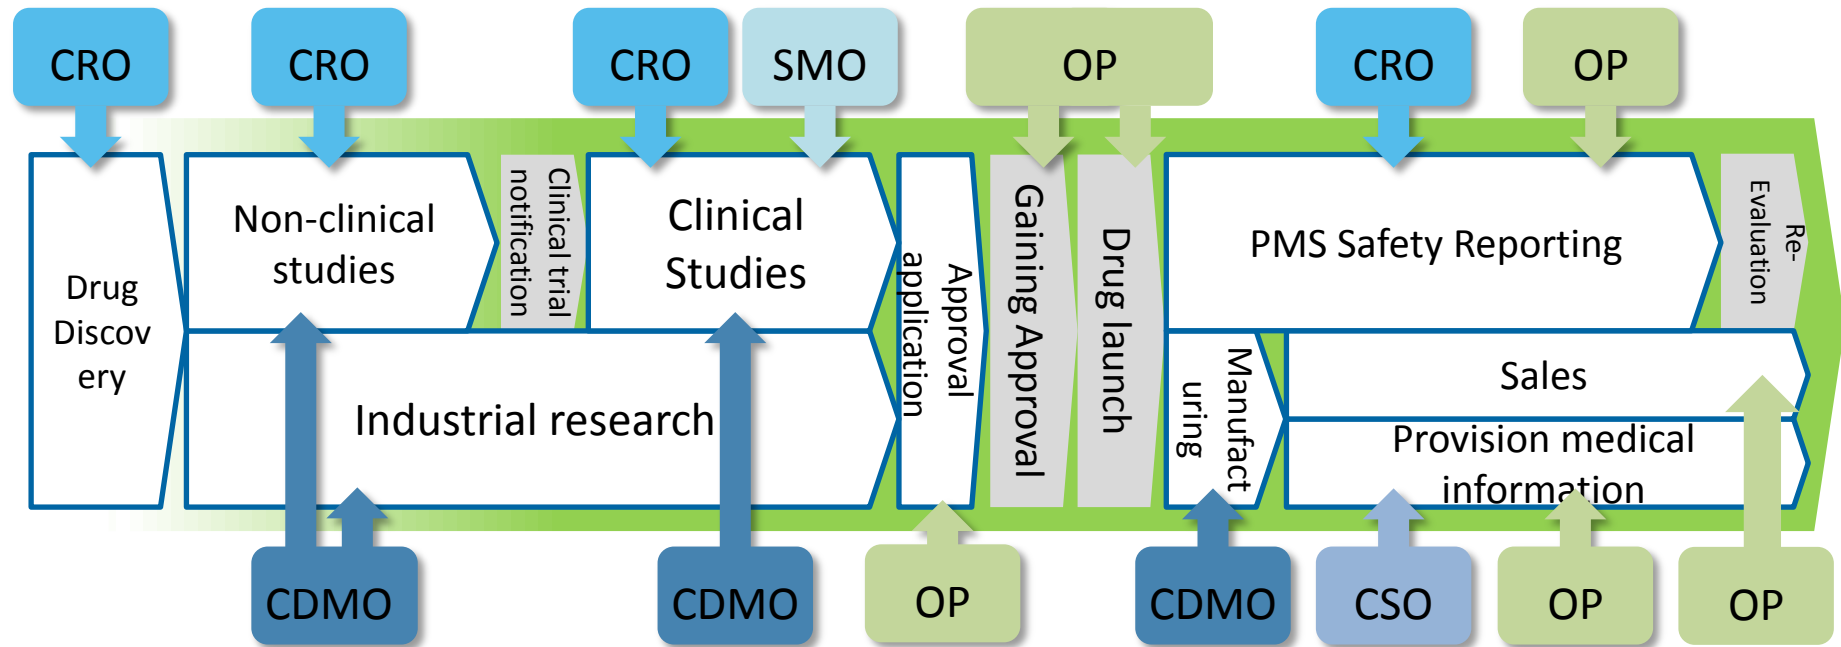 CRO
CRO
CRO
SMO
OP
CRO
OP
Drug
Discov
ery
Non-clinical
studies
Clinical trial
notification
Clinical
Studies
Industrial research
Approval
application
Gaining Approval
Drug launch
PMS Safety Reporting
Re-
Evaluation
Manufact
uring
Sales
Provision medical
information
CDMO
CDMO
OP
CDMO
CSO
OP
OP